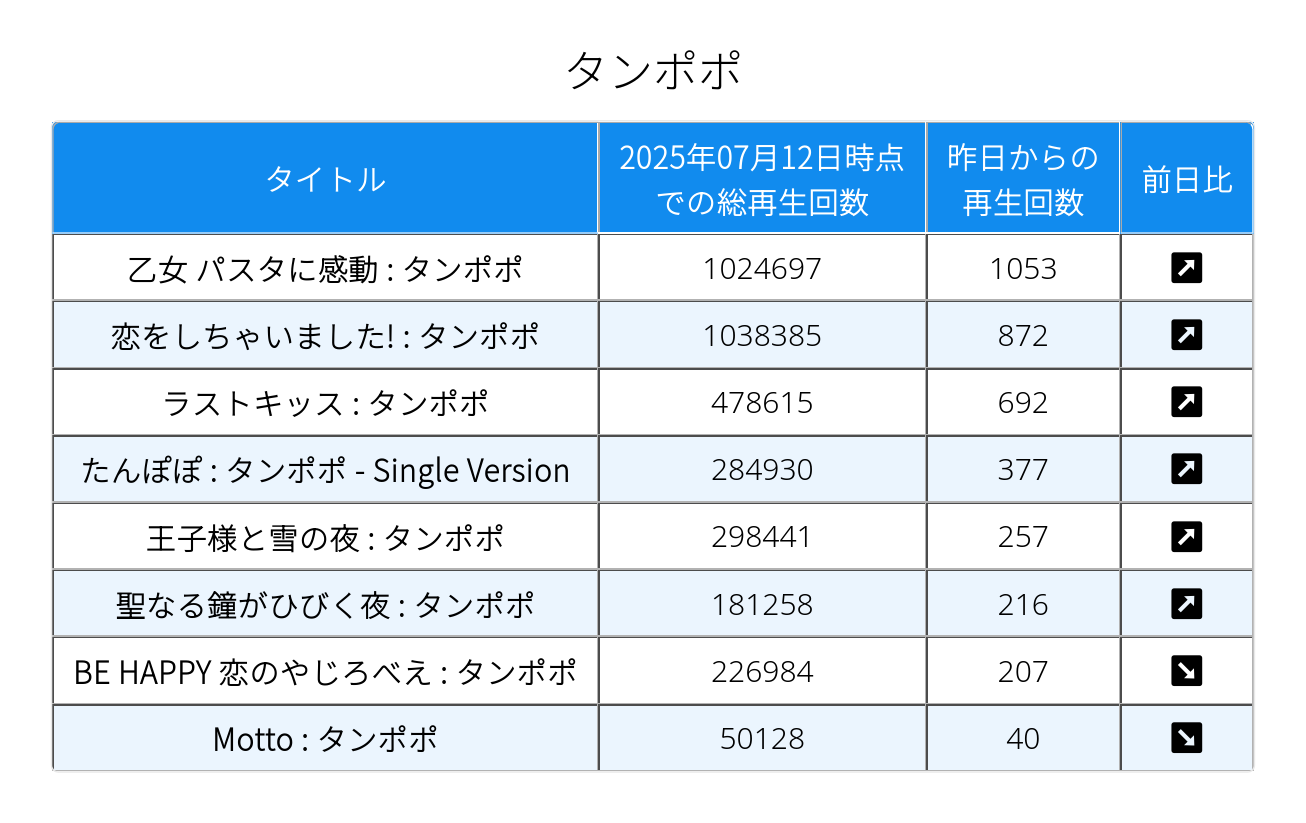 タンポポ
タイトル 2025年07月12日時点での総再生回数 昨日からの再生回数 前日比
乙女 パスタに感動 : タンポポ 1024697 1053 ↗
恋をしちゃいました! : タンポポ 1038385 872 ↗
ラストキッス : タンポポ 478615 692 ↗
たんぽぽ : タンポポ - Single Version 284930 377 ↗
王子様と雪の夜 : タンポポ 298441 257 ↗
聖なる鐘がひびく夜 : タンポポ 181258 216 ↗
BE HAPPY 恋のやじろべえ : タンポポ 226984 207 ↘
Motto : タンポポ 50128 40 ↘